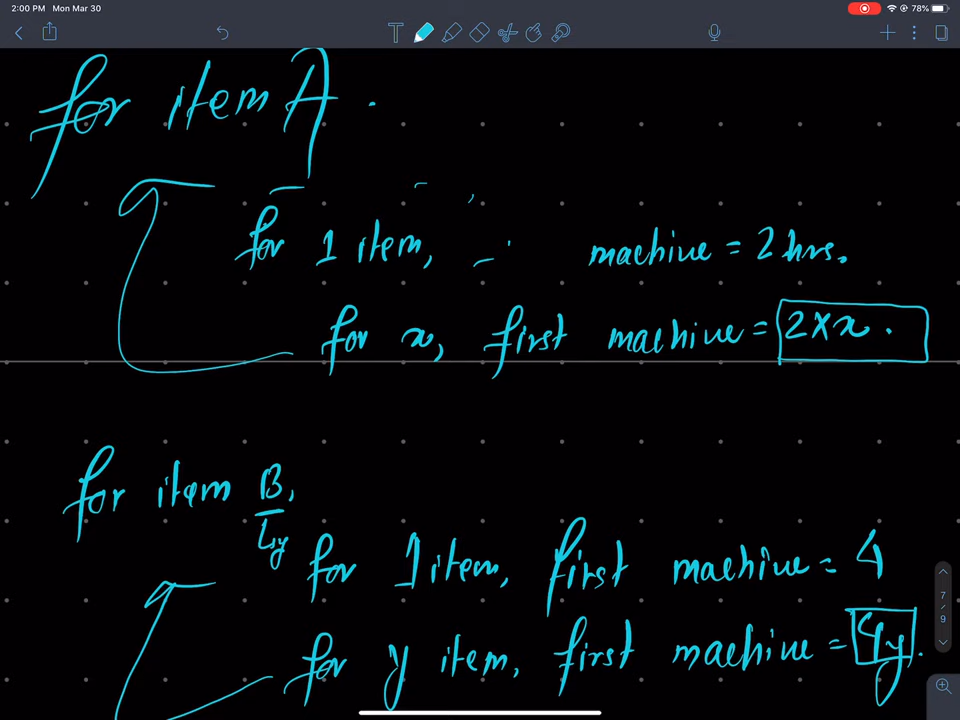 2:00 PM Mon Mar 30
78%
for item A.
for 1 item, machine = 2 hrs.
for x, first machine = 2 x x.
for item B,
y
for 1 item, first machine = 4
for y item, first machine = 4y.
7/9